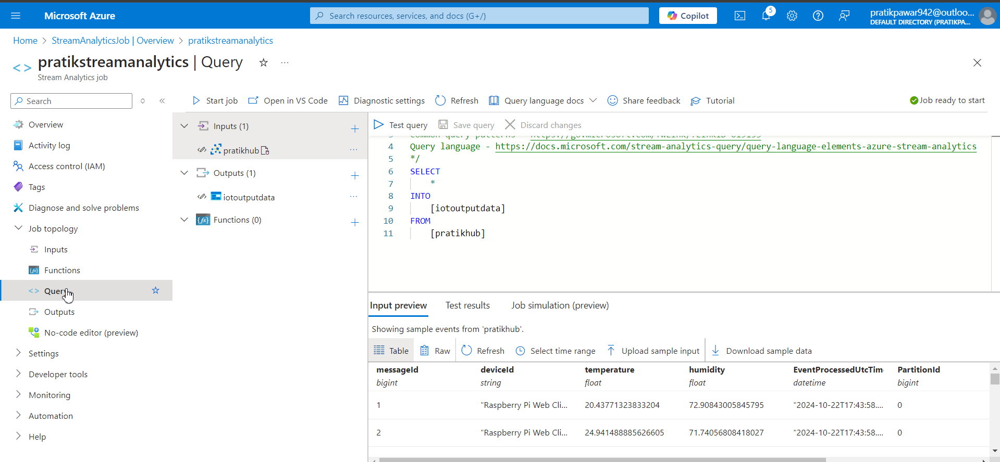 Microsoft Azure
Search resources, services, and docs (G+/)
Copilot
5
pratikpawar942@outloo...
DEFAULT DIRECTORY (PRATIKPA...
Home > StreamAnalyticsJob | Overview > pratikstreamanalytics
<> pratikstreamanalytics | Query
Stream Analytics job
Search
Start job Open in VS Code Diagnostic settings Refresh Query language docs Share feedback Tutorial Job ready to start
Overview
Activity log
Access control (IAM)
Tags
Diagnose and solve problems
Job topology
Inputs
Functions
Query
Outputs
No-code editor (preview)
Settings
Developer tools
Monitoring
Automation
Help
Inputs (1)
pratikhub
Outputs (1)
iotoutputdata
Functions (0)
Test query Save query Discard changes
4 Query language - https://docs.microsoft.com/stream-analytics-query/query-language-elements-azure-stream-analytics
5 */
6 SELECT
7 *
8 INTO
9 [iotoutputdata]
10 FROM
11 [pratikhub]
Input preview Test results Job simulation (preview)
Showing sample events from 'pratikhub'.
Table Raw Refresh Select time range Upload sample input Download sample data
messageId deviceId temperature humidity EventProcessedUtcTim PartitionId
bigint string float float datetime bigint
1 "Raspberry Pi Web Cli... 20.43771323833204 72.90843005845795 "2024-10-22T17:43:58.... 0
2 "Raspberry Pi Web Cli... 24.941488885626605 71.74056808418027 "2024-10-22T17:43:58.... 0